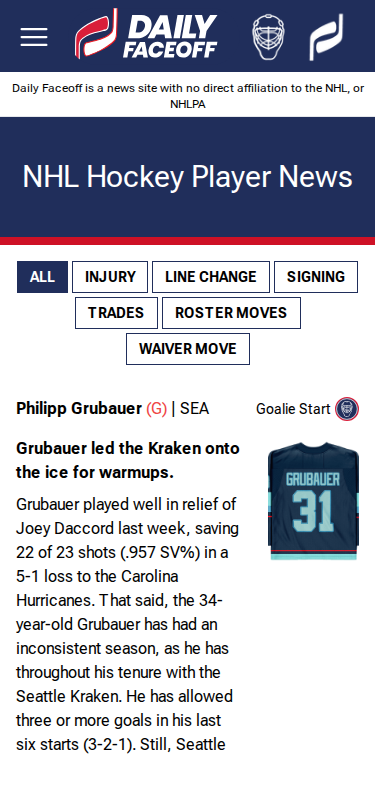 DAILY
FACEOFF
Daily Faceoff is a news site with no direct affiliation to the NHL, or
NHLPA
NHL Hockey Player News
ALL
INJURY
LINE CHANGE
SIGNING
TRADES
ROSTER MOVES
WAIVER MOVE
Philipp Grubauer (G) | SEA
Goalie Start
Grubauer led the Kraken onto
the ice for warmups.
GRUBAUER
31
Grubauer played well in relief of
Joey Daccord last week, saving
22 of 23 shots (.957 SV%) in a
5-1 loss to the Carolina
Hurricanes. That said, the 34-
year-old Grubauer has had an
inconsistent season, as he has
throughout his tenure with the
Seattle Kraken. He has allowed
three or more goals in his last
six starts (3-2-1). Still, Seattle